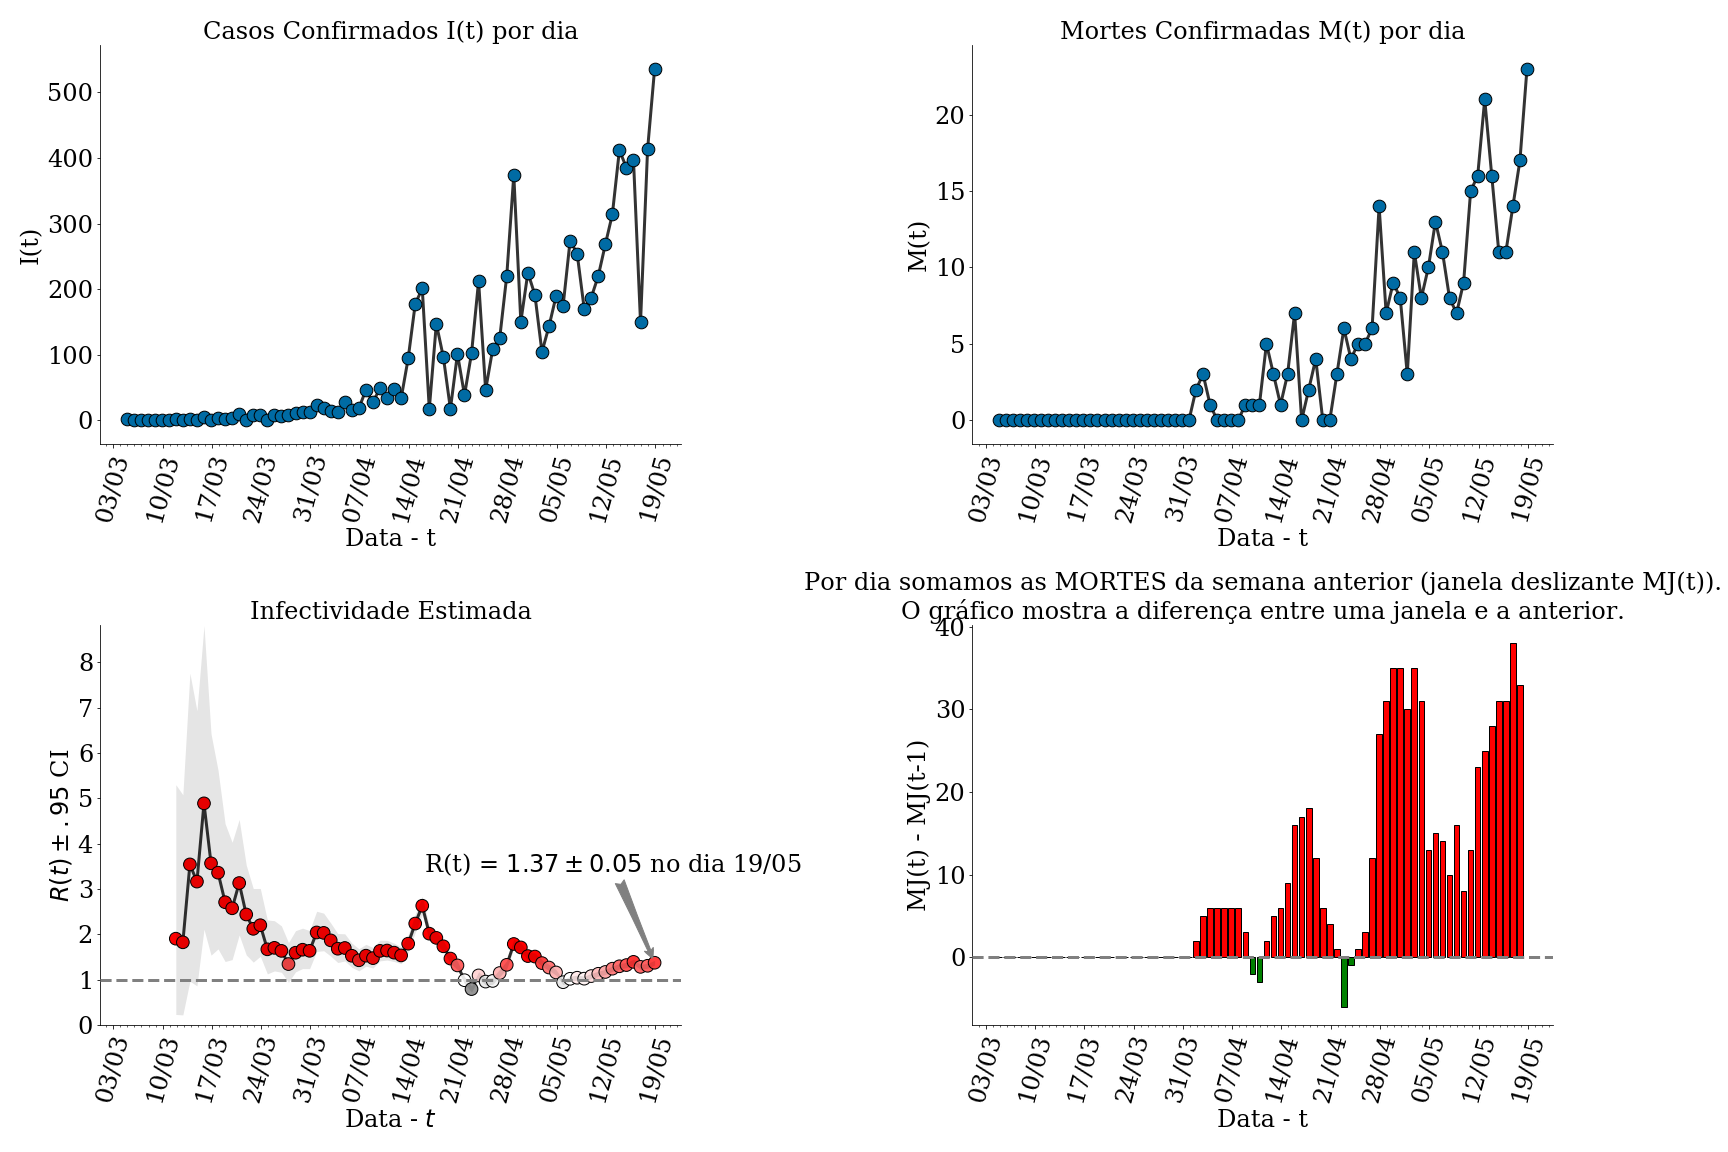 Casos Confirmados I(t) por dia
I(t)
500
400
300
200
100
0
03/03 10/03 17/03 24/03 31/03 07/04 14/04 21/04 28/04 05/05 12/05 19/05
Data - t
Mortes Confirmadas M(t) por dia
M(t)
20
15
10
5
0
03/03 10/03 17/03 24/03 31/03 07/04 14/04 21/04 28/04 05/05 12/05 19/05
Data - t
Infectividade Estimada
R(t) ± .95 CI
8
7
6
5
4
3
2
1
0
R(t) = 1.37 ± 0.05 no dia 19/05
03/03 10/03 17/03 24/03 31/03 07/04 14/04 21/04 28/04 05/05 12/05 19/05
Data - t
Por dia somamos as MORTES da semana anterior (janela deslizante MJ(t)).
O gráfico mostra a diferença entre uma janela e a anterior.
MJ(t) - MJ(t-1)
40
30
20
10
0
03/03 10/03 17/03 24/03 31/03 07/04 14/04 21/04 28/04 05/05 12/05 19/05
Data - t